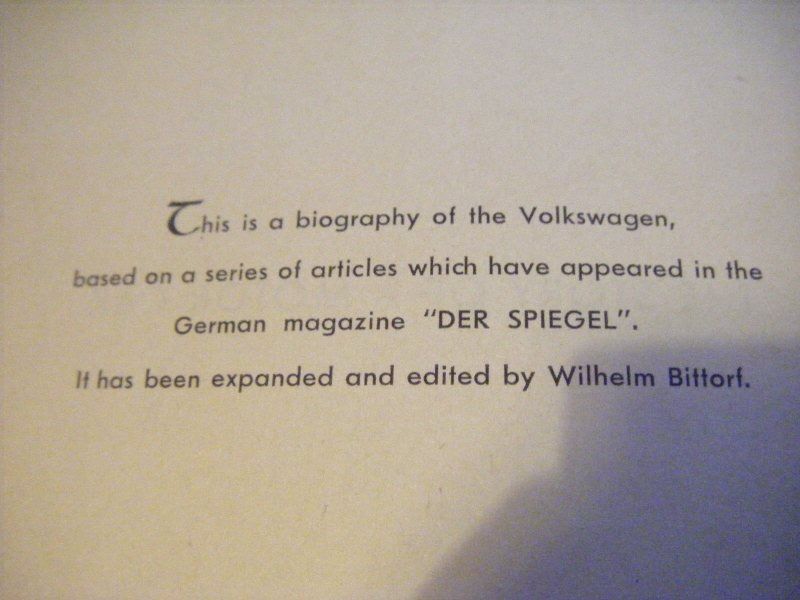 This is a biography of the Volkswagen,
based on a series of articles which have appeared in the
German magazine "DER SPIEGEL".
It has been expanded and edited by Wilhelm Bittorf.